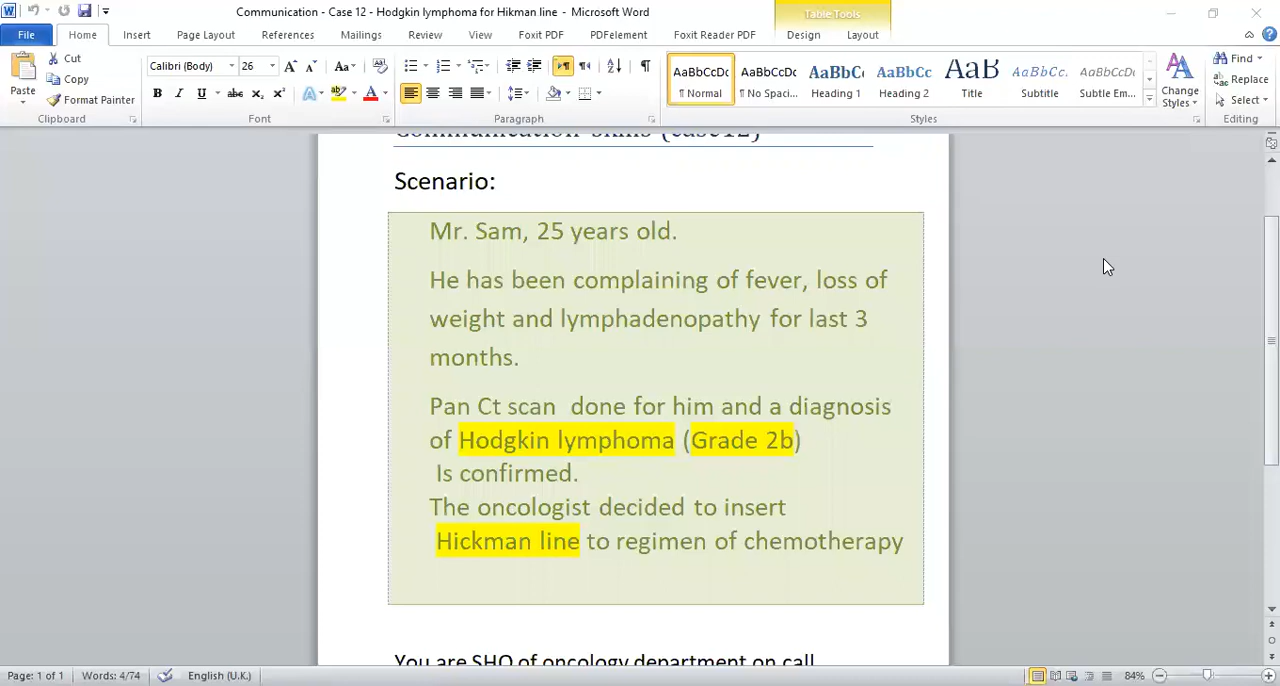 Communication - Case 12 - Hodgkin lymphoma for Hikman line - Microsoft Word
Table Tools
File Home Insert Page Layout References Mailings Review View Foxit PDF PDFelement Foxit Reader PDF Design Layout
Paste
Cut
Copy
Format Painter
Clipboard
Calibri (Body) 26
Font
Paragraph
AaBbCcDc AaBbCcDc AaBbC AaBbCc AaB AaBbCc. AaBbCcDc
¶ Normal ¶ No Spaci... Heading 1 Heading 2 Title Subtitle Subtle Em...
Change Styles
Styles
Find
Replace
Select
Editing
Communication skills (case12)
Scenario:
Mr. Sam, 25 years old.
He has been complaining of fever, loss of
weight and lymphadenopathy for last 3
months.
Pan Ct scan done for him and a diagnosis
of Hodgkin lymphoma (Grade 2b)
Is confirmed.
The oncologist decided to insert
Hickman line to regimen of chemotherapy
You are SHO of oncology department on call
Page: 1 of 1 Words: 4/74 English (U.K.) 84%